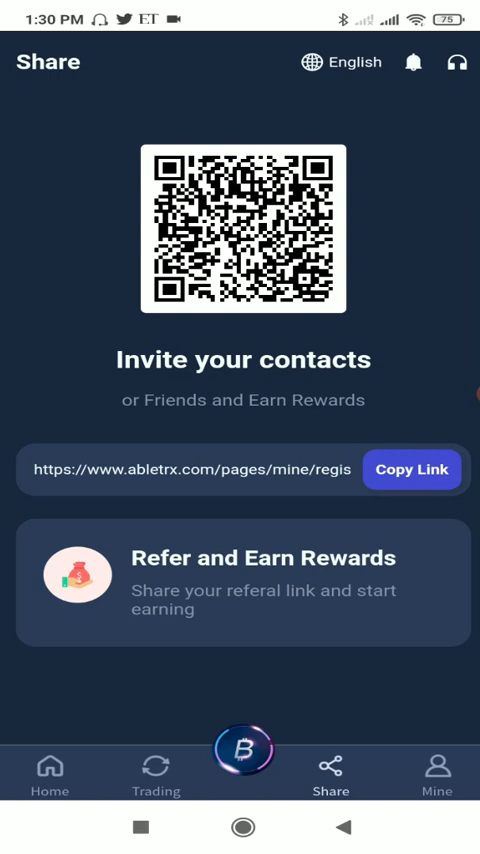 1:30 PM ET 75
Share English
Invite your contacts
or Friends and Earn Rewards
https://www.abletrx.com/pages/mine/regis Copy Link
Refer and Earn Rewards
Share your referal link and start
earning
Home Trading Share Mine